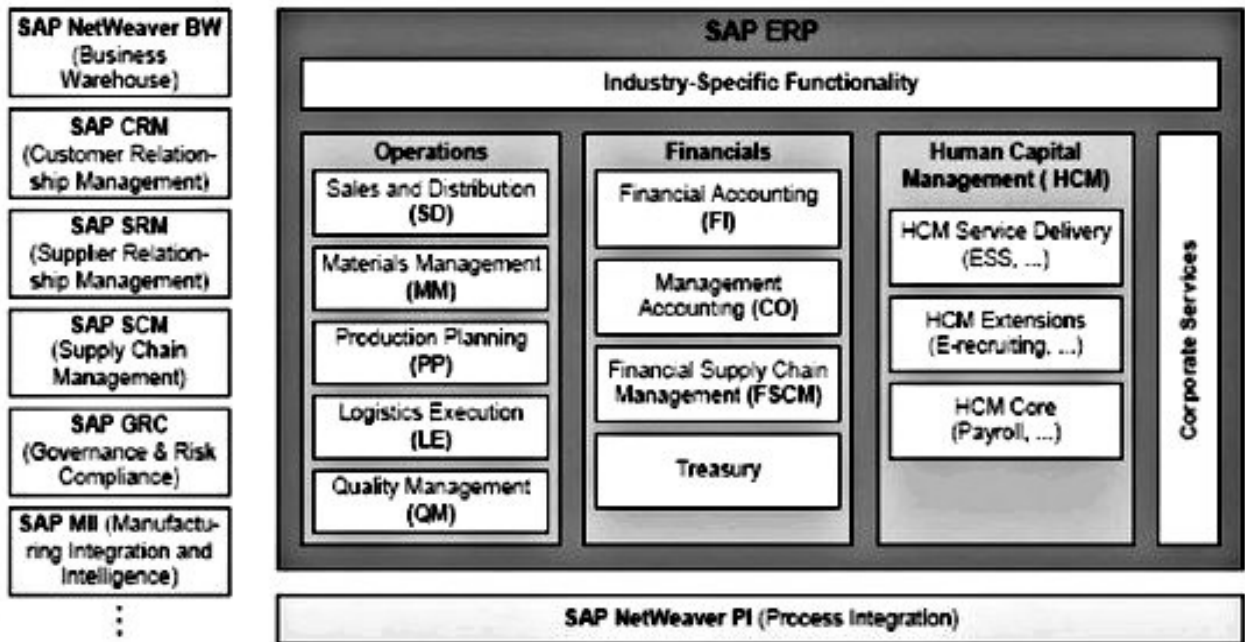 SAP NetWeaver BW
(Business
Warehouse)
SAP CRM
(Customer Relation-
ship Management)
SAP SRM
(Supplier Relation-
ship Management)
SAP SCM
(Supply Chain
Management)
SAP GRC
(Governance & Risk
Compliance)
SAP MII (Manufactu-
ring Integration and
Intelligence)
SAP ERP
Industry-Specific Functionality
Operations
Sales and Distribution
(SD)
Materials Management
(MM)
Production Planning
(PP)
Logistics Execution
(LE)
Quality Management
(QM)
Financials
Financial Accounting
(FI)
Management
Accounting (CO)
Financial Supply Chain
Management (FSCM)
Treasury
Human Capital
Management ( HCM)
HCM Service Delivery
(ESS, ...)
HCM Extensions
(E-recruiting, ...)
HCM Core
(Payroll, ...)
Corporate Services
SAP NetWeaver PI (Process Integration)